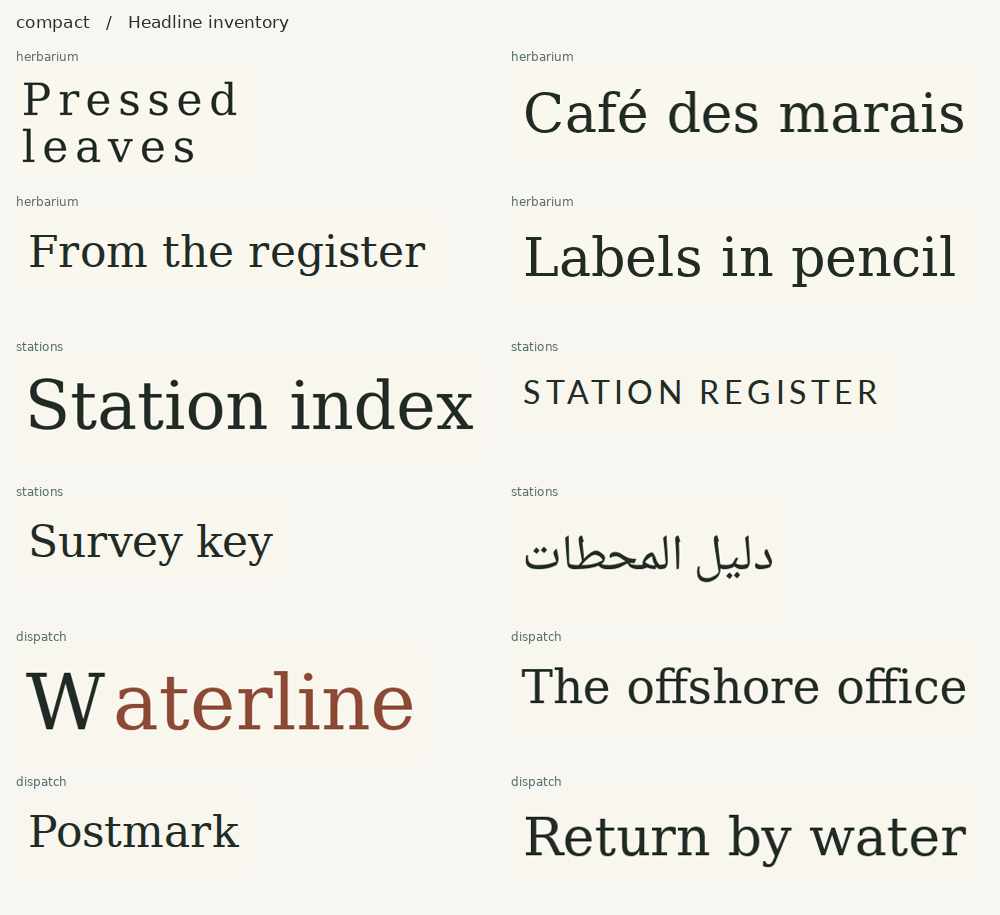 compact / Headline inventory
herbarium
Pressed
leaves
herbarium
Café des marais
herbarium
From the register
herbarium
Labels in pencil
stations
Station index
stations
STATION REGISTER
stations
Survey key
stations
دليل المحطات
dispatch
Waterline
dispatch
The offshore office
dispatch
Postmark
dispatch
Return by water